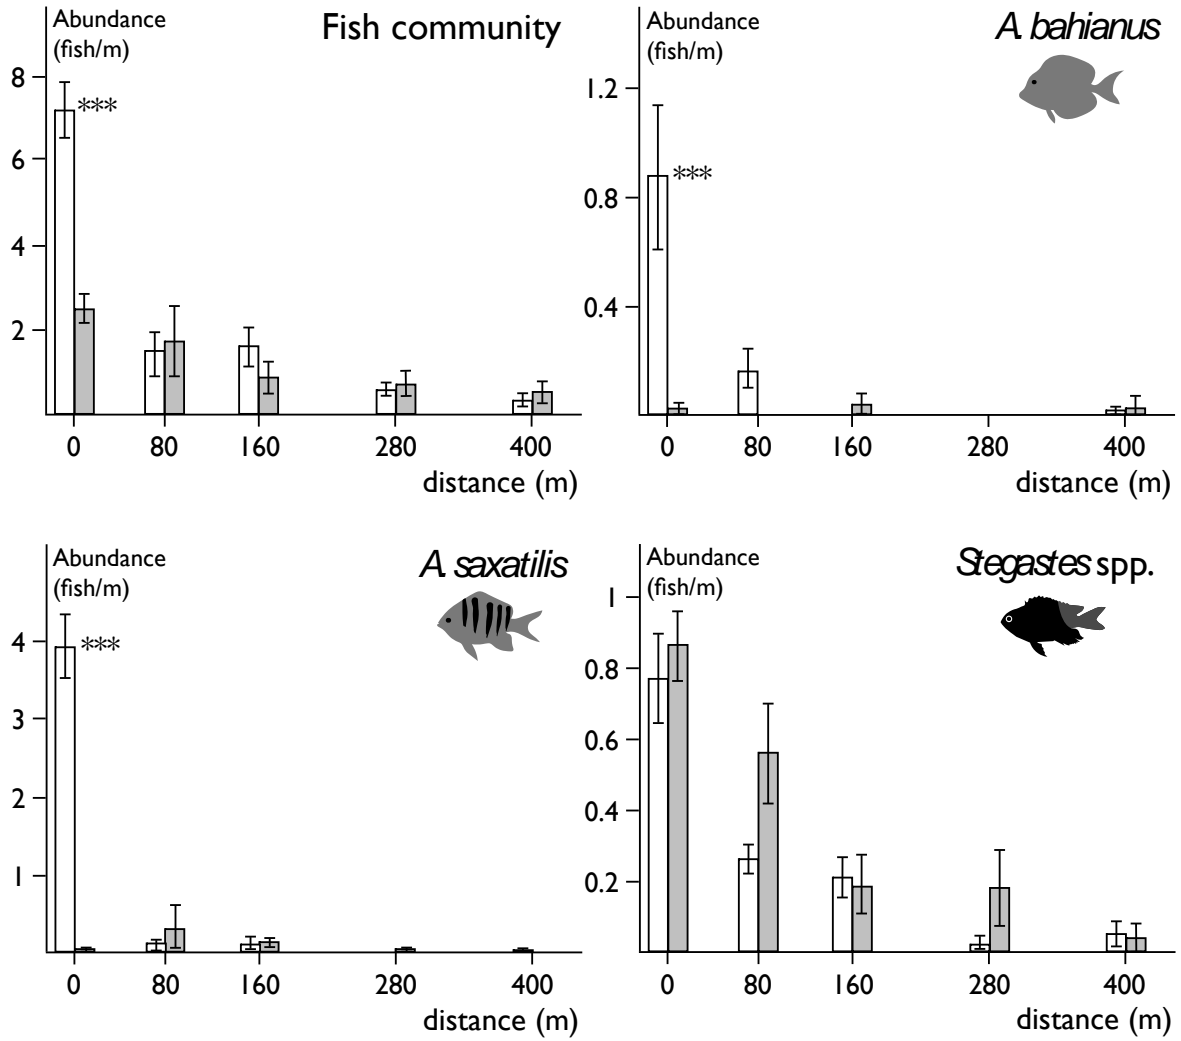 Abundance
(fish/m)
Fish community
8
6
4
2
***
0 80 160 280 400
distance (m)
Abundance
(fish/m)
A. bahianus
1.2
0.8
0.4
***
0 80 160 280 400
distance (m)
Abundance
(fish/m)
A. saxatilis
4
3
2
1
***
0 80 160 280 400
distance (m)
Abundance
(fish/m)
Stegastes spp.
1
0.8
0.6
0.4
0.2
0 80 160 280 400
distance (m)